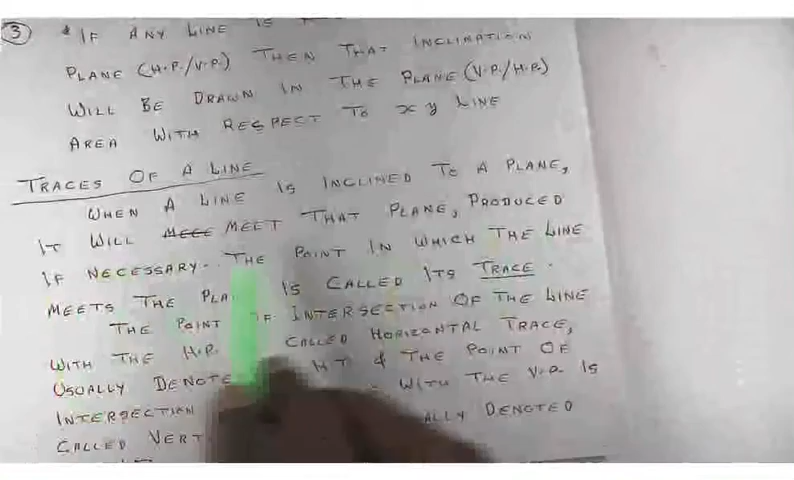 3 * IF ANY LINE IS
PLANE (H.P./V.P.) THEN THAT INCLINATION
WILL BE DRAWN IN THE PLANE (V.P./H.P.)
AREA WITH RESPECT TO xy LINE
TRACES OF A LINE
WHEN A LINE IS INCLINED TO A PLANE,
IT WILL MEET THAT PLANE, PRODUCED
IF NECESSARY. THE POINT IN WHICH THE LINE
MEETS THE PLA IS CALLED ITS TRACE.
THE POINT OF INTERSECTION OF THE LINE
WITH THE H.P. CALLED HORIZONTAL TRACE,
USUALLY DENOTE HT & THE POINT OF
INTERSECTION WITH THE V.P. IS
CALLED VERT ALLY DENOTED